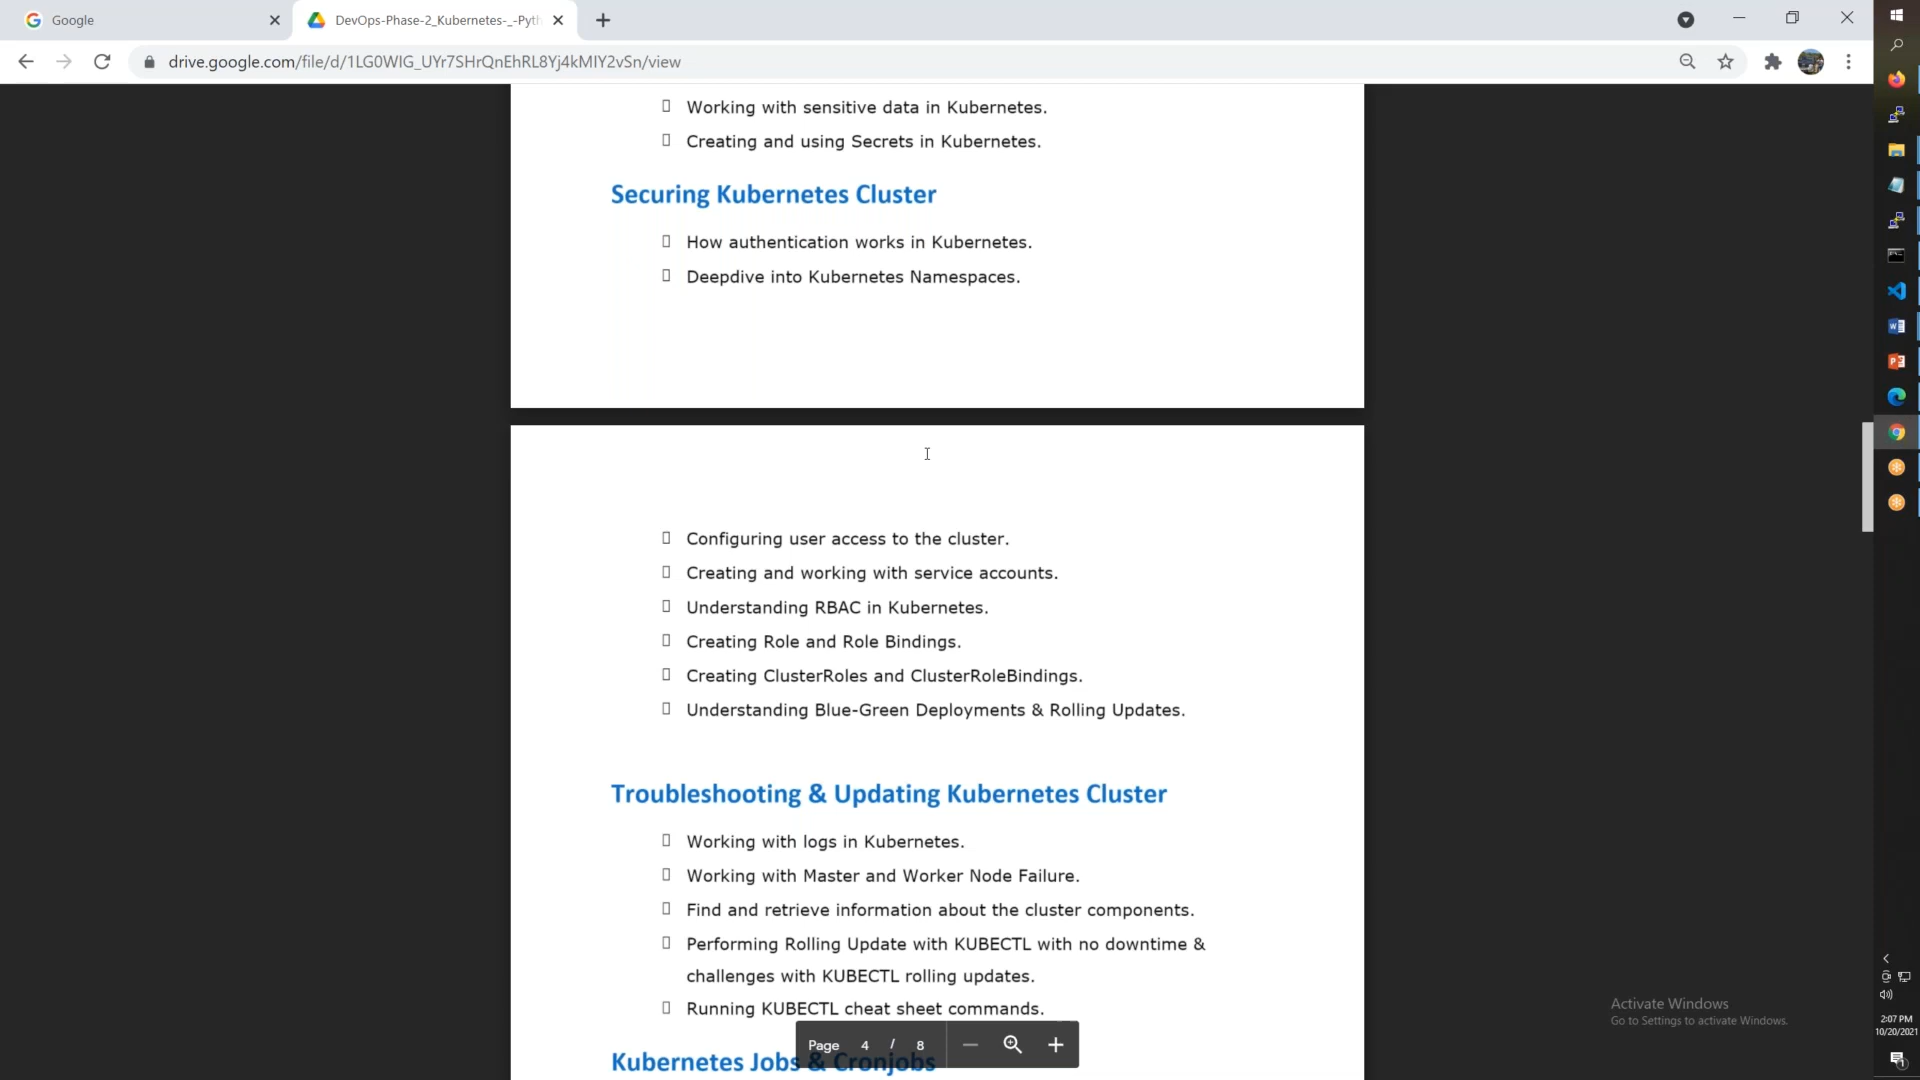 Google
DevOps-Phase-2_Kubernetes-_-Pyth
drive.google.com/file/d/1LG0WIG_UYr7SHrQnEhRL8Yj4kMIY2vSn/view
Working with sensitive data in Kubernetes.
Creating and using Secrets in Kubernetes.
Securing Kubernetes Cluster
How authentication works in Kubernetes.
Deepdive into Kubernetes Namespaces.
Configuring user access to the cluster.
Creating and working with service accounts.
Understanding RBAC in Kubernetes.
Creating Role and Role Bindings.
Creating ClusterRoles and ClusterRoleBindings.
Understanding Blue-Green Deployments & Rolling Updates.
Troubleshooting & Updating Kubernetes Cluster
Working with logs in Kubernetes.
Working with Master and Worker Node Failure.
Find and retrieve information about the cluster components.
Performing Rolling Update with KUBECTL with no downtime &
challenges with KUBECTL rolling updates.
Running KUBECTL cheat sheet commands.
Kubernetes Jobs & Cronjobs
Page 4 / 8
Activate Windows
Go to Settings to activate Windows.
2:07 PM
10/20/2021